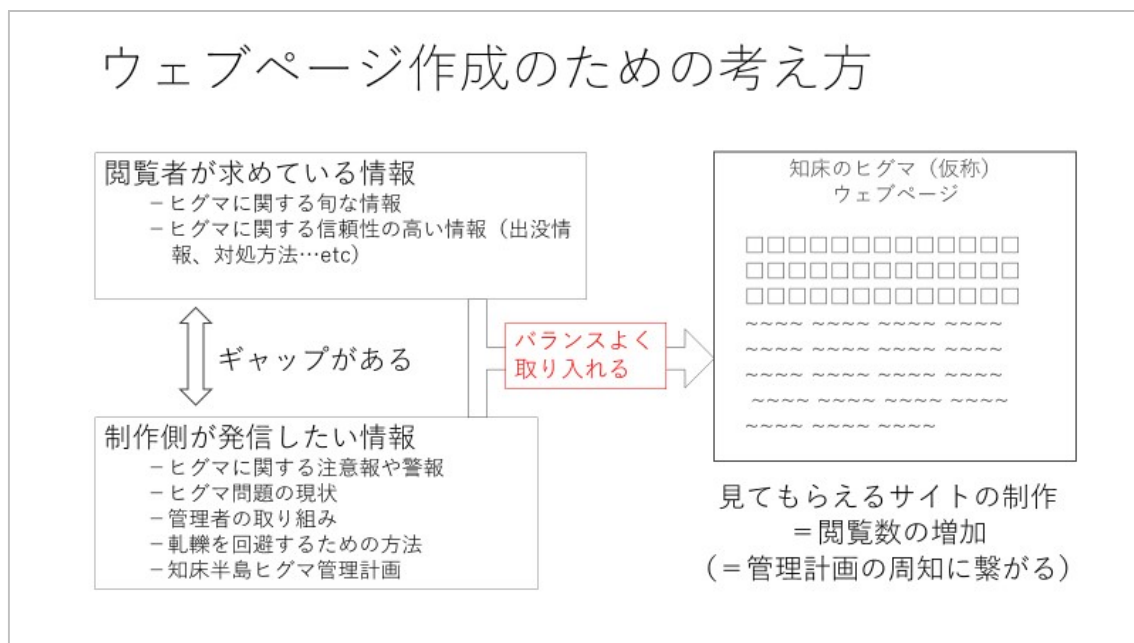 ウェブページ作成のための考え方
閲覧者が求めている情報
－ヒグマに関する旬な情報
－ヒグマに関する信頼性の高い情報（出没情
報、対処方法…etc）
ギャップがある
制作側が発信したい情報
－ヒグマに関する注意報や警報
－ヒグマ問題の現状
－管理者の取り組み
－軋轢を回避するための方法
－知床半島ヒグマ管理計画
バランスよく
取り入れる
知床のヒグマ（仮称）
ウェブページ
□□□□□□□□□□□□□
□□□□□□□□□□□□□
□□□□□□□□□□□□□
~~~~ ~~~~ ~~~~ ~~~~
~~~~ ~~~~ ~~~~ ~~~~
~~~~ ~~~~ ~~~~ ~~~~
~~~~ ~~~~ ~~~~ ~~~~
~~~~ ~~~~ ~~~~
見てもらえるサイトの制作
＝閲覧数の増加
（＝管理計画の周知に繋がる）